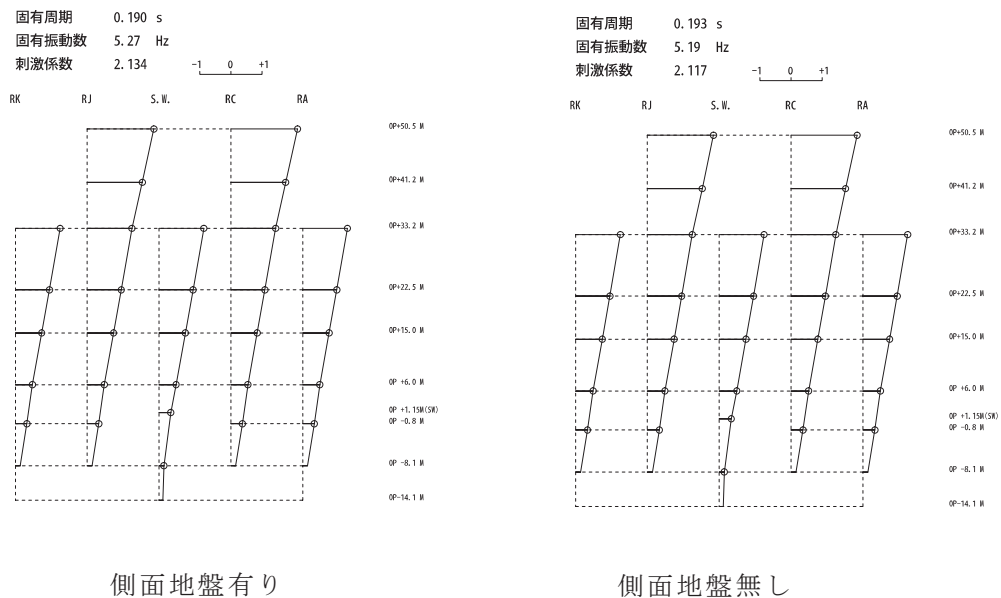 固有周期 0.190 s
固有振動数 5.27 Hz
刺激係数 2.134
-1 0 +1
RK RJ S.W. RC RA
OP+50.5 M
OP+41.2 M
OP+33.2 M
OP+22.5 M
OP+15.0 M
OP +6.0 M
OP +1.15M(SW)
OP -0.8 M
OP -8.1 M
OP-14.1 M
側面地盤有り
固有周期 0.193 s
固有振動数 5.19 Hz
刺激係数 2.117
-1 0 +1
RK RJ S.W. RC RA
OP+50.5 M
OP+41.2 M
OP+33.2 M
OP+22.5 M
OP+15.0 M
OP +6.0 M
OP +1.15M(SW)
OP -0.8 M
OP -8.1 M
OP-14.1 M
側面地盤無し